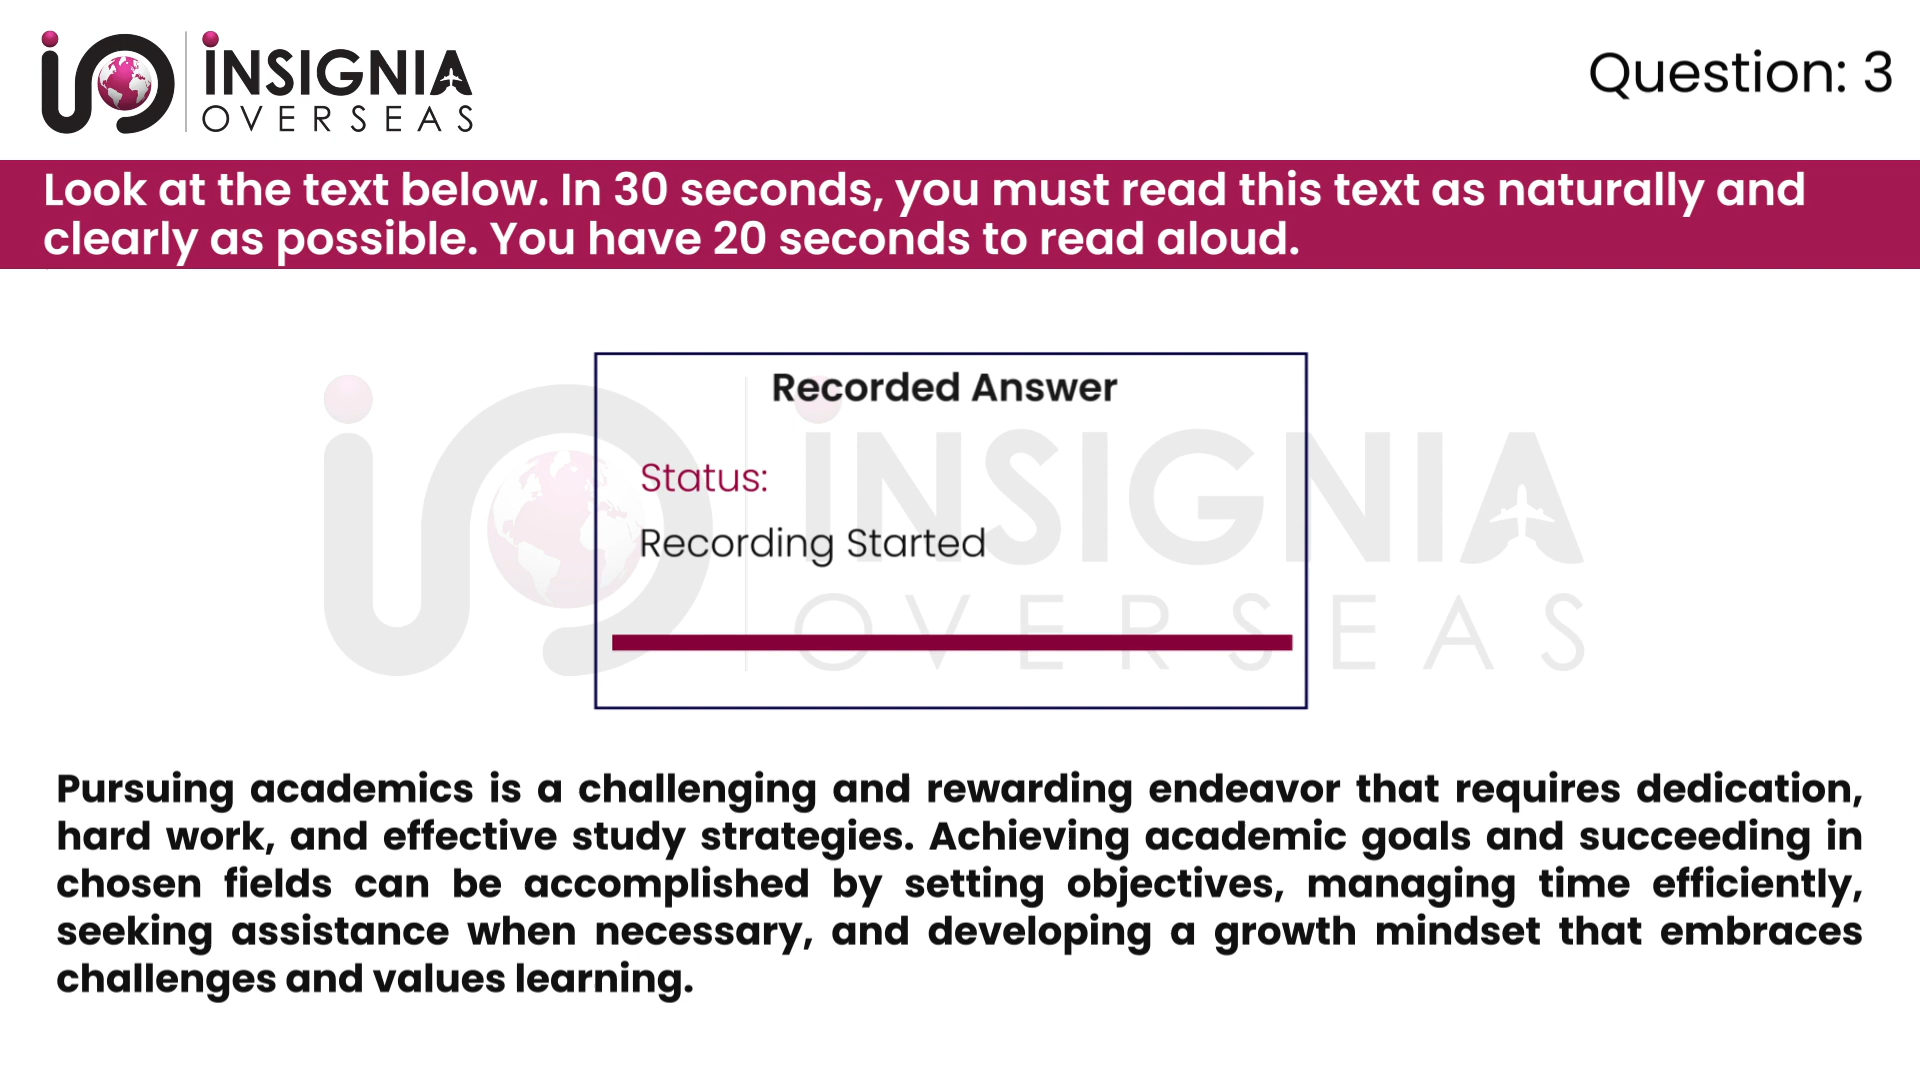 INSIGNIA
OVERSEAS
Question: 3
Look at the text below. In 30 seconds, you must read this text as naturally and
clearly as possible. You have 20 seconds to read aloud.
Recorded Answer
Status:
Recording Started
INSIGNIA
OVERSEAS
Pursuing academics is a challenging and rewarding endeavor that requires dedication,
hard work, and effective study strategies. Achieving academic goals and succeeding in
chosen fields can be accomplished by setting objectives, managing time efficiently,
seeking assistance when necessary, and developing a growth mindset that embraces
challenges and values learning.